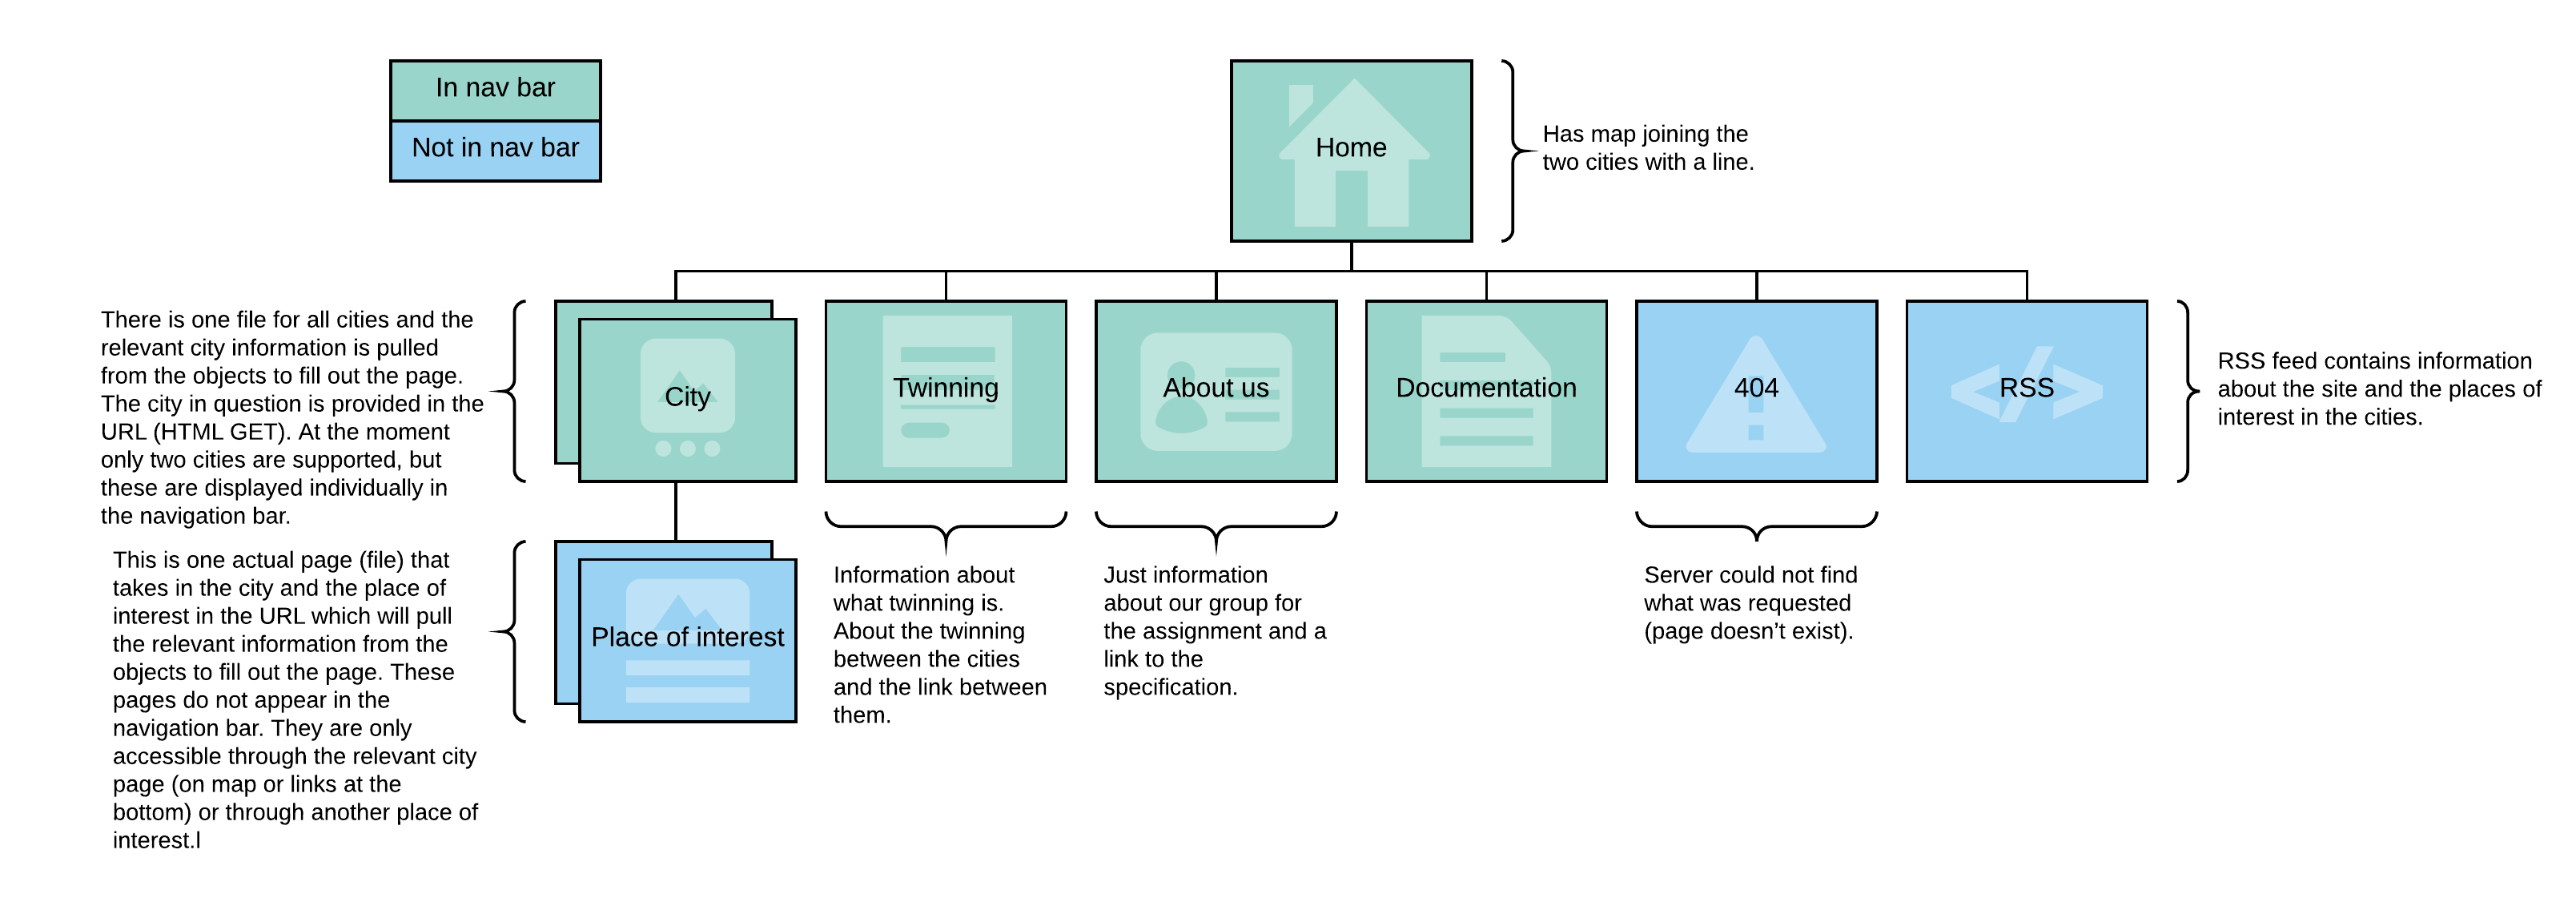 In nav bar
Not in nav bar
Home
Has map joining the
two cities with a line.
There is one file for all cities and the
relevant city information is pulled
from the objects to fill out the page.
The city in question is provided in the
URL (HTML GET). At the moment
only two cities are supported, but
these are displayed individually in
the navigation bar.
City
Twinning
About us
Documentation
404
RSS
RSS feed contains information
about the site and the places of
interest in the cities.
This is one actual page (file) that
takes in the city and the place of
interest in the URL which will pull
the relevant information from the
objects to fill out the page. These
pages do not appear in the
navigation bar. They are only
accessible through the relevant city
page (on map or links at the
bottom) or through another place of
interest.l
Place of interest
Information about
what twinning is.
About the twinning
between the cities
and the link between
them.
Just information
about our group for
the assignment and a
link to the
specification.
Server could not find
what was requested
(page doesn’t exist).